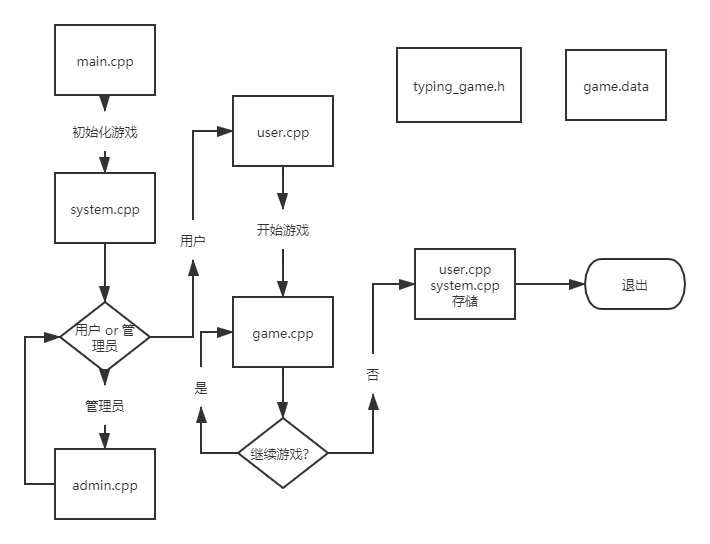 main.cpp
初始化游戏
system.cpp
用户 or 管
理员
管理员
admin.cpp
用户
user.cpp
开始游戏
game.cpp
是
继续游戏?
否
typing_game.h
game.data
user.cpp
system.cpp
存储
退出